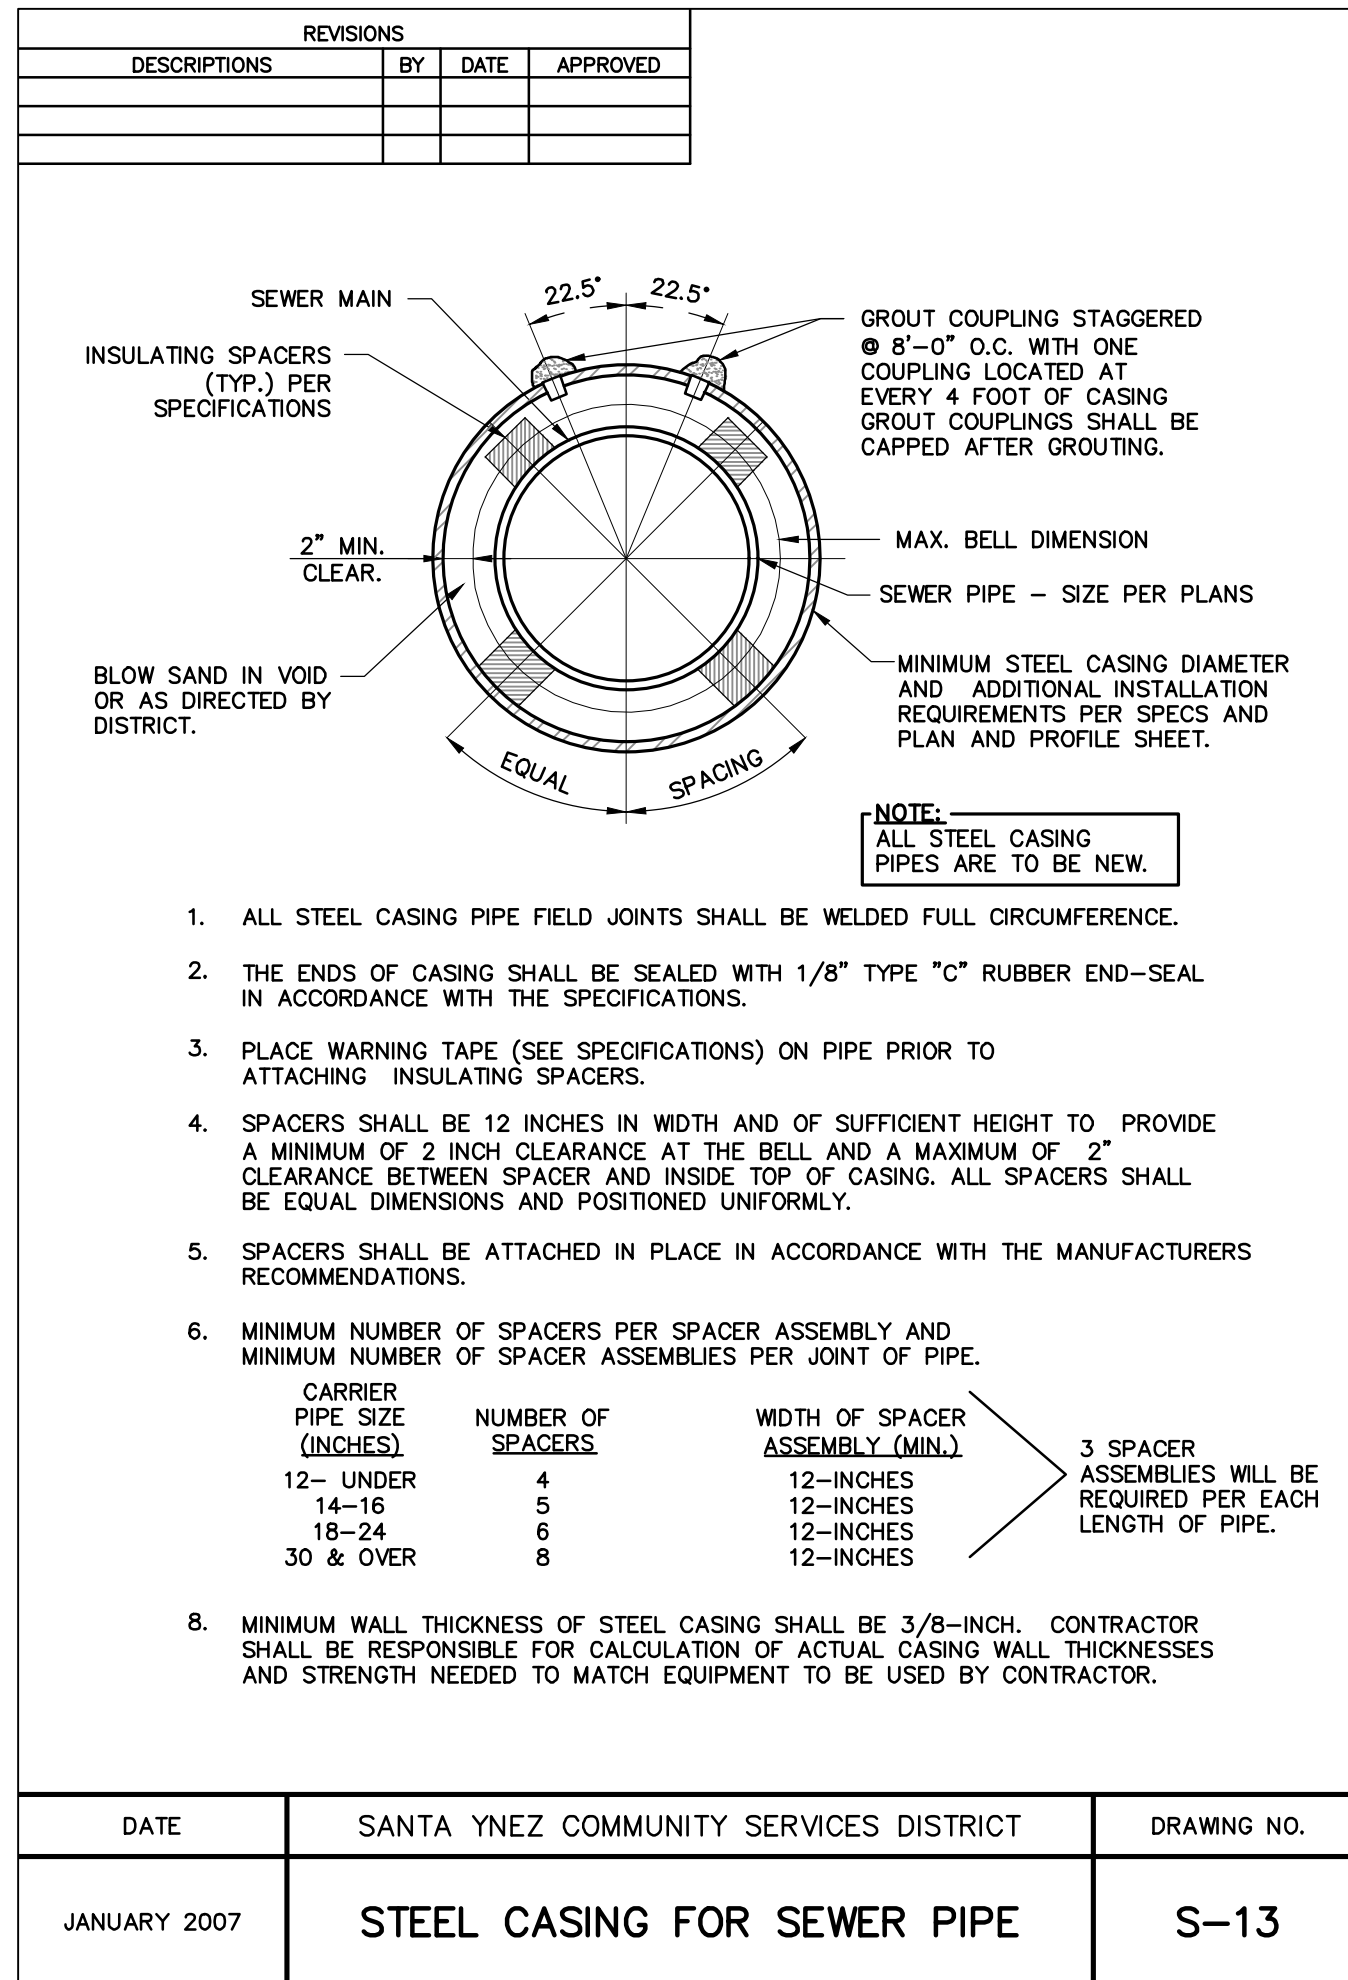 REVISIONS
DESCRIPTIONS BY DATE APPROVED
22.5° 22.5°
SEWER MAIN
INSULATING SPACERS
(TYP.) PER
SPECIFICATIONS
GROUT COUPLING STAGGERED
@ 8'-0" O.C. WITH ONE
COUPLING LOCATED AT
EVERY 4 FOOT OF CASING
GROUT COUPLINGS SHALL BE
CAPPED AFTER GROUTING.
2" MIN.
CLEAR.
MAX. BELL DIMENSION
SEWER PIPE – SIZE PER PLANS
BLOW SAND IN VOID
OR AS DIRECTED BY
DISTRICT.
MINIMUM STEEL CASING DIAMETER
AND ADDITIONAL INSTALLATION
REQUIREMENTS PER SPECS AND
PLAN AND PROFILE SHEET.
EQUAL SPACING
NOTE:
ALL STEEL CASING
PIPES ARE TO BE NEW.
1. ALL STEEL CASING PIPE FIELD JOINTS SHALL BE WELDED FULL CIRCUMFERENCE.
2. THE ENDS OF CASING SHALL BE SEALED WITH 1/8" TYPE "C" RUBBER END-SEAL
IN ACCORDANCE WITH THE SPECIFICATIONS.
3. PLACE WARNING TAPE (SEE SPECIFICATIONS) ON PIPE PRIOR TO
ATTACHING INSULATING SPACERS.
4. SPACERS SHALL BE 12 INCHES IN WIDTH AND OF SUFFICIENT HEIGHT TO PROVIDE
A MINIMUM OF 2 INCH CLEARANCE AT THE BELL AND A MAXIMUM OF 2"
CLEARANCE BETWEEN SPACER AND INSIDE TOP OF CASING. ALL SPACERS SHALL
BE EQUAL DIMENSIONS AND POSITIONED UNIFORMLY.
5. SPACERS SHALL BE ATTACHED IN PLACE IN ACCORDANCE WITH THE MANUFACTURERS
RECOMMENDATIONS.
6. MINIMUM NUMBER OF SPACERS PER SPACER ASSEMBLY AND
MINIMUM NUMBER OF SPACER ASSEMBLIES PER JOINT OF PIPE.
CARRIER
PIPE SIZE NUMBER OF WIDTH OF SPACER
(INCHES) SPACERS ASSEMBLY (MIN.)
12- UNDER 4 12-INCHES
14-16 5 12-INCHES
18-24 6 12-INCHES
30 & OVER 8 12-INCHES
3 SPACER
ASSEMBLIES WILL BE
REQUIRED PER EACH
LENGTH OF PIPE.
8. MINIMUM WALL THICKNESS OF STEEL CASING SHALL BE 3/8-INCH. CONTRACTOR
SHALL BE RESPONSIBLE FOR CALCULATION OF ACTUAL CASING WALL THICKNESSES
AND STRENGTH NEEDED TO MATCH EQUIPMENT TO BE USED BY CONTRACTOR.
DATE SANTA YNEZ COMMUNITY SERVICES DISTRICT DRAWING NO.
JANUARY 2007 STEEL CASING FOR SEWER PIPE S-13